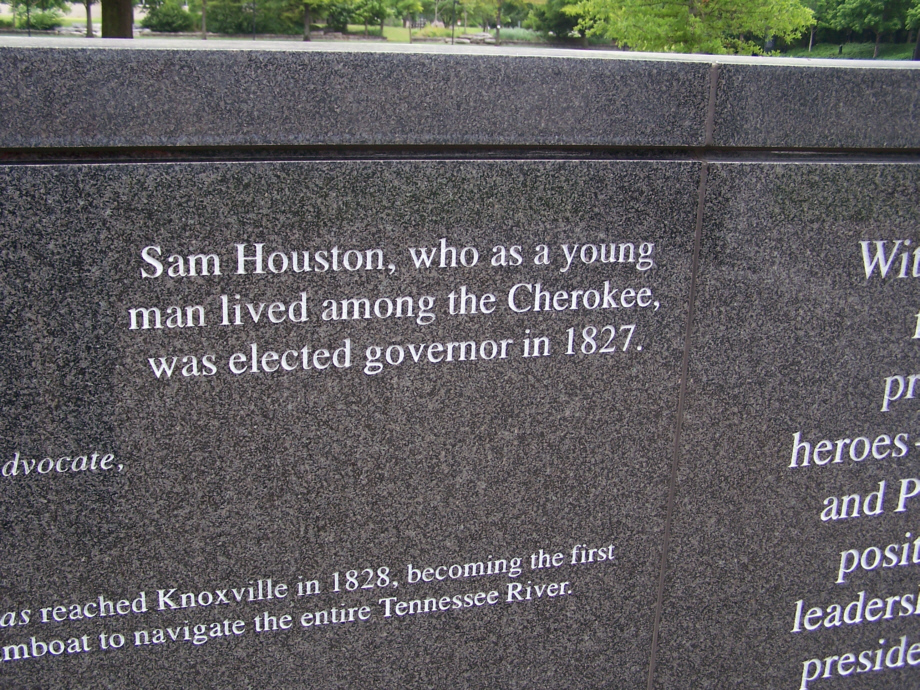 Sam Houston, who as a young
man lived among the Cherokee,
was elected governor in 1827.
dvocate,
as reached Knoxville in 1828, becoming the first
mboat to navigate the entire Tennessee River.
Wit
pr
heroes-
and P
posit
leaders
preside